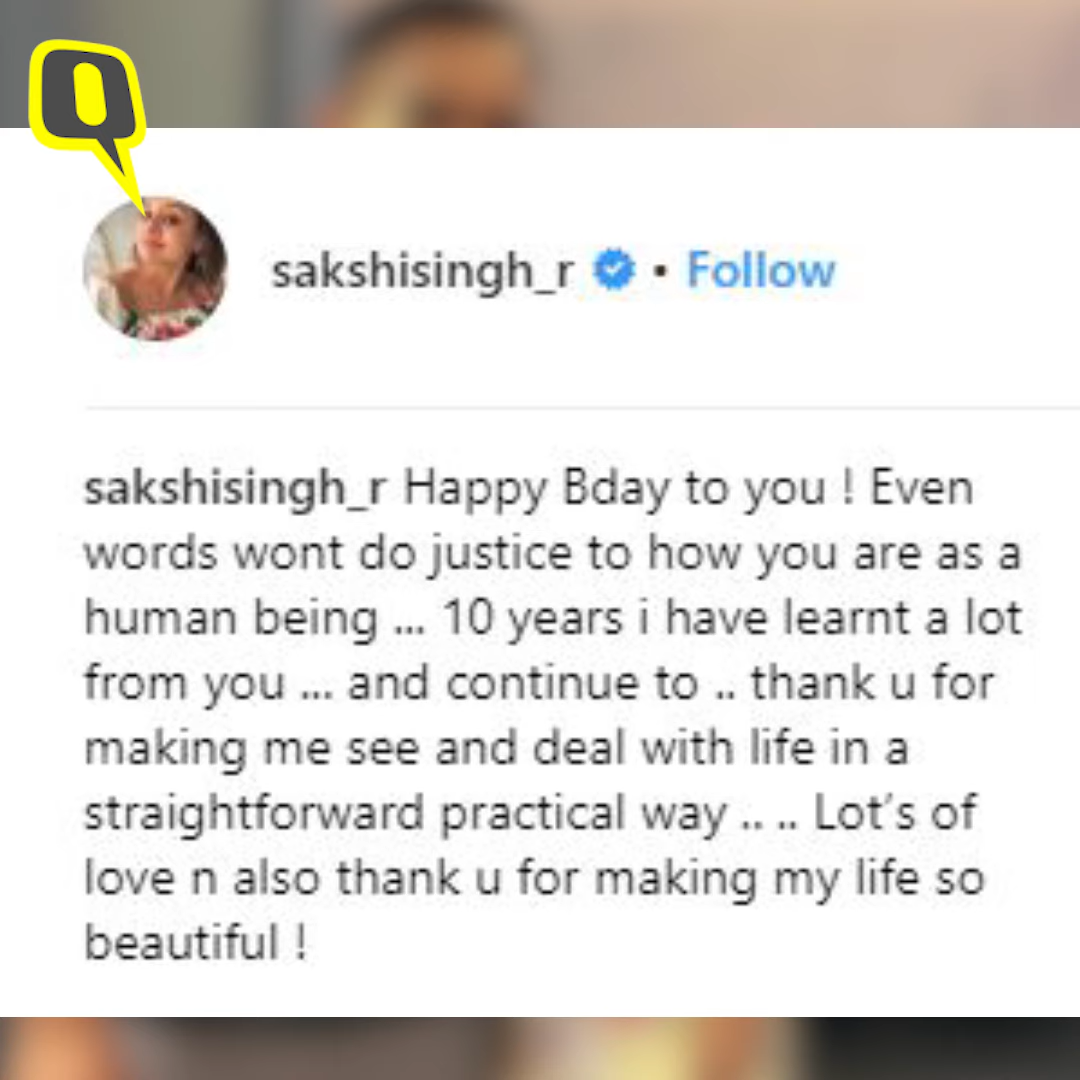 Q
sakshisingh_r • Follow
sakshisingh_r Happy Bday to you ! Even
words wont do justice to how you are as a
human being ... 10 years i have learnt a lot
from you ... and continue to .. thank u for
making me see and deal with life in a
straightforward practical way .. .. Lot's of
love n also thank u for making my life so
beautiful !